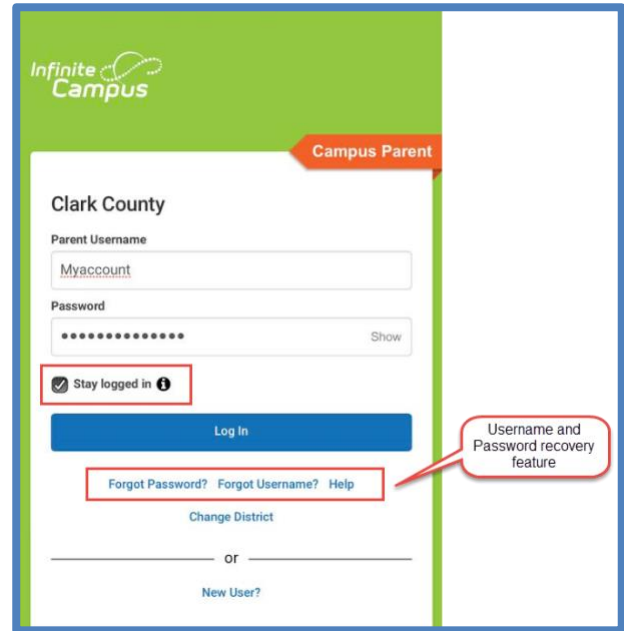 Infinite
Campus
Campus Parent
Clark County
Parent Username
Myaccount
Password
Show
Stay logged in
Log In
Username and
Password recovery
feature
Forgot Password? Forgot Username? Help
Change District
or
New User?